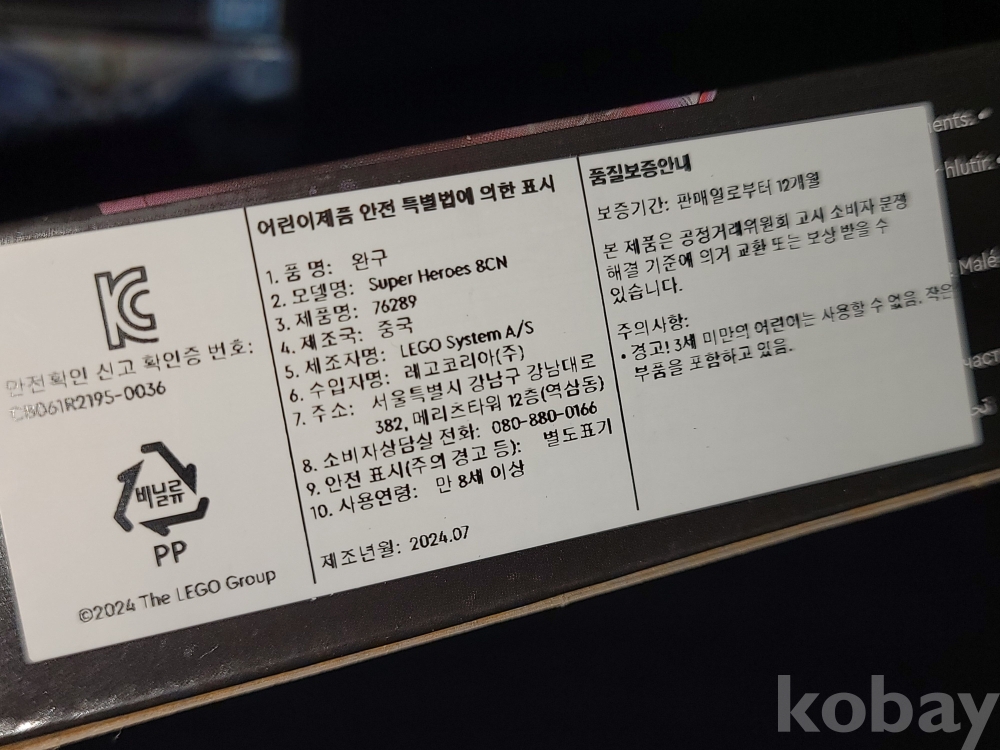 안전확인 신고 확인증 번호:
CB061R2195-0036
비닐류
PP
©2024 The LEGO Group
어린이제품 안전 특별법에 의한 표시
1. 품 명: 완구
2. 모델명: Super Heroes 8CN
3. 제품명: 76289
4. 제조국: 중국
5. 제조자명: LEGO System A/S
6. 수입자명: 레고코리아(주)
7. 주소: 서울특별시 강남구 강남대로
382, 메리츠타워 12층(역삼동)
8. 소비자상담실 전화: 080-880-0166
9. 안전 표시(주의 경고 등): 별도표기
10. 사용연령: 만 8세 이상
제조년월: 2024.07
품질보증안내
보증기간: 판매일로부터 12개월
본 제품은 공정거래위원회 고시 소비자 분쟁
해결 기준에 의거 교환 또는 보상 받을 수
있습니다.
주의사항:
• 경고! 3세 미만의 어린이는 사용할 수 없음. 작은
부품을 포함하고 있음.
Malé
kobay